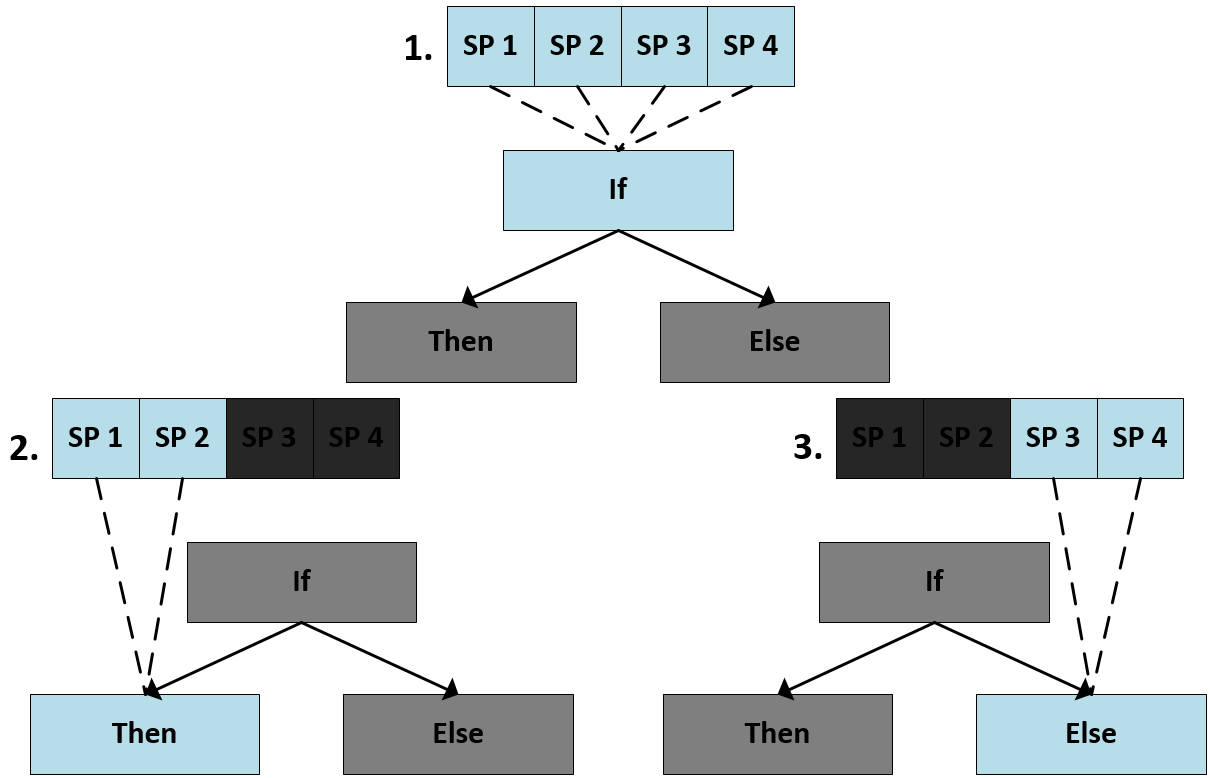 1. SP 1 SP 2 SP 3 SP 4
If
Then Else
2. SP 1 SP 2 SP 3 SP 4
If
Then Else
3. SP 1 SP 2 SP 3 SP 4
If
Then Else